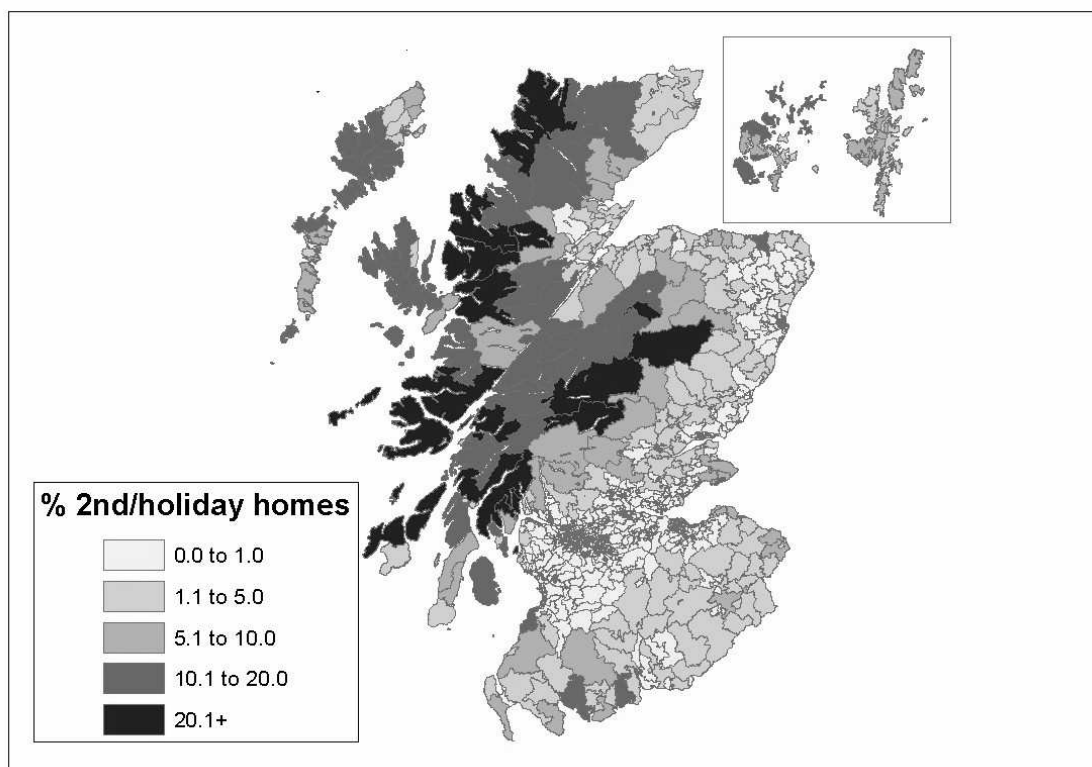 % 2nd/holiday homes
0.0 to 1.0
1.1 to 5.0
5.1 to 10.0
10.1 to 20.0
20.1+